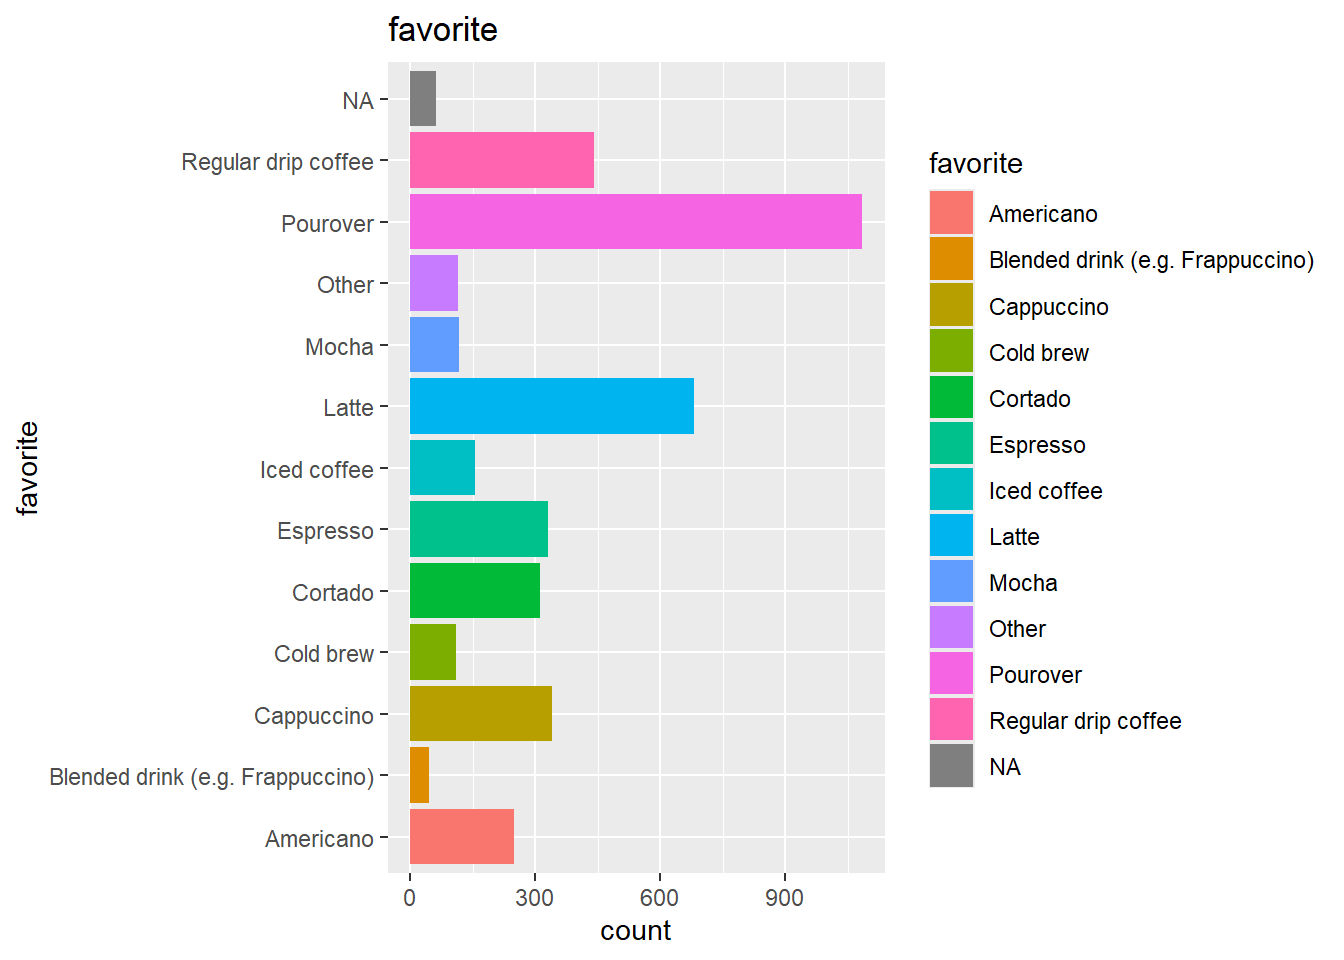 favorite
NA
Regular drip coffee
Pourover
Other
Mocha
Latte
Iced coffee
Espresso
Cortado
Cold brew
Cappuccino
Blended drink (e.g. Frappuccino)
Americano
favorite
0 300 600 900
count
favorite
Americano
Blended drink (e.g. Frappuccino)
Cappuccino
Cold brew
Cortado
Espresso
Iced coffee
Latte
Mocha
Other
Pourover
Regular drip coffee
NA